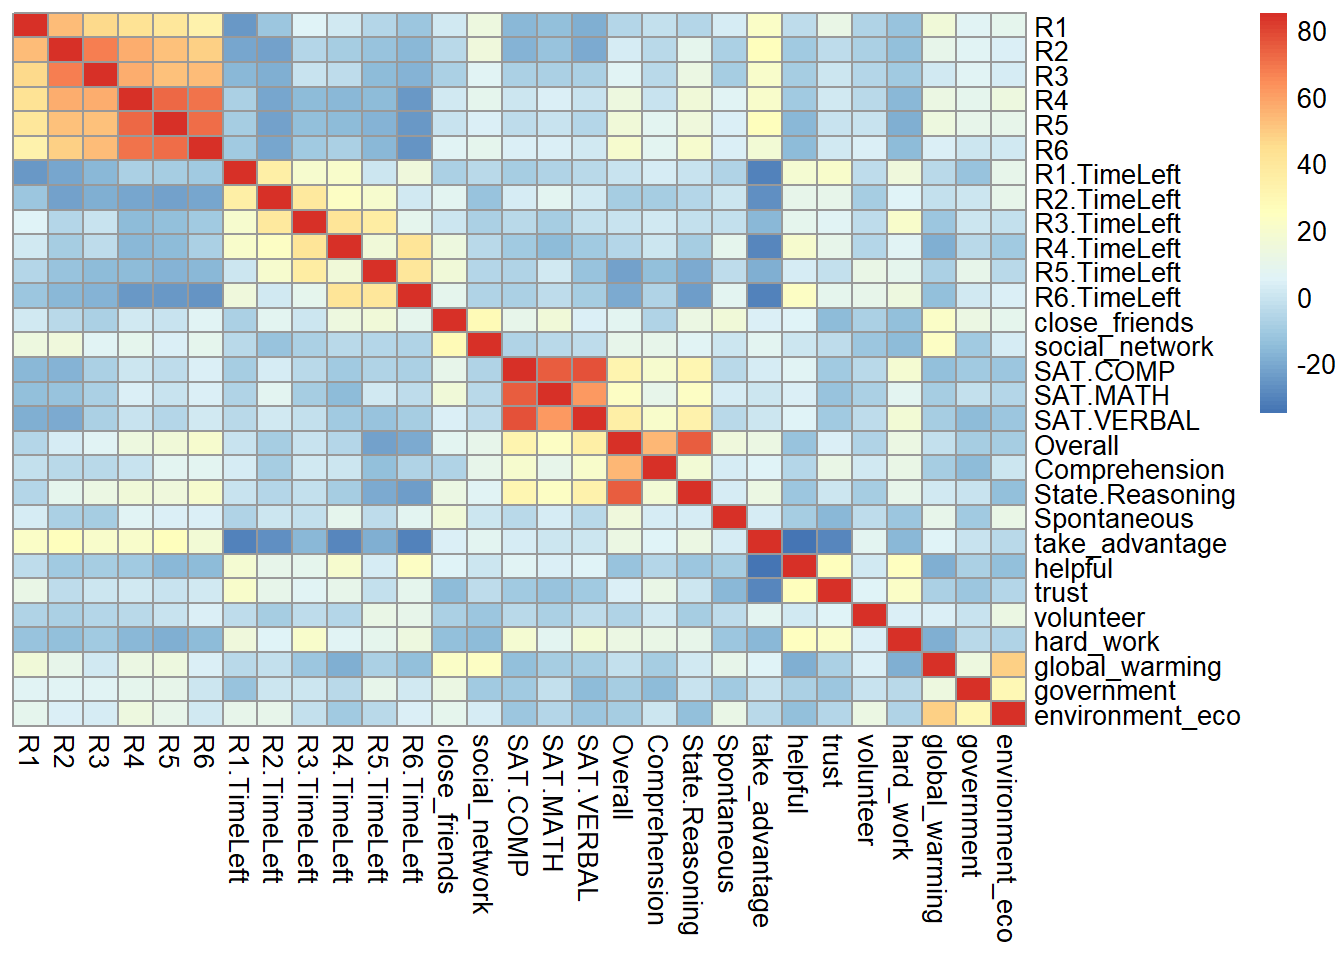 R1
R2
R3
R4
R5
R6
R1.TimeLeft
R2.TimeLeft
R3.TimeLeft
R4.TimeLeft
R5.TimeLeft
R6.TimeLeft
close_friends
social_network
SAT.COMP
SAT.MATH
SAT.VERBAL
Overall
Comprehension
State.Reasoning
Spontaneous
take_advantage
helpful
trust
volunteer
hard_work
global_warming
government
environment_eco
80
60
40
20
0
-20
R1
R2
R3
R4
R5
R6
R1.TimeLeft
R2.TimeLeft
R3.TimeLeft
R4.TimeLeft
R5.TimeLeft
R6.TimeLeft
close_friends
social_network
SAT.COMP
SAT.MATH
SAT.VERBAL
Overall
Comprehension
State.Reasoning
Spontaneous
take_advantage
helpful
trust
volunteer
hard_work
global_warming
government
environment_eco